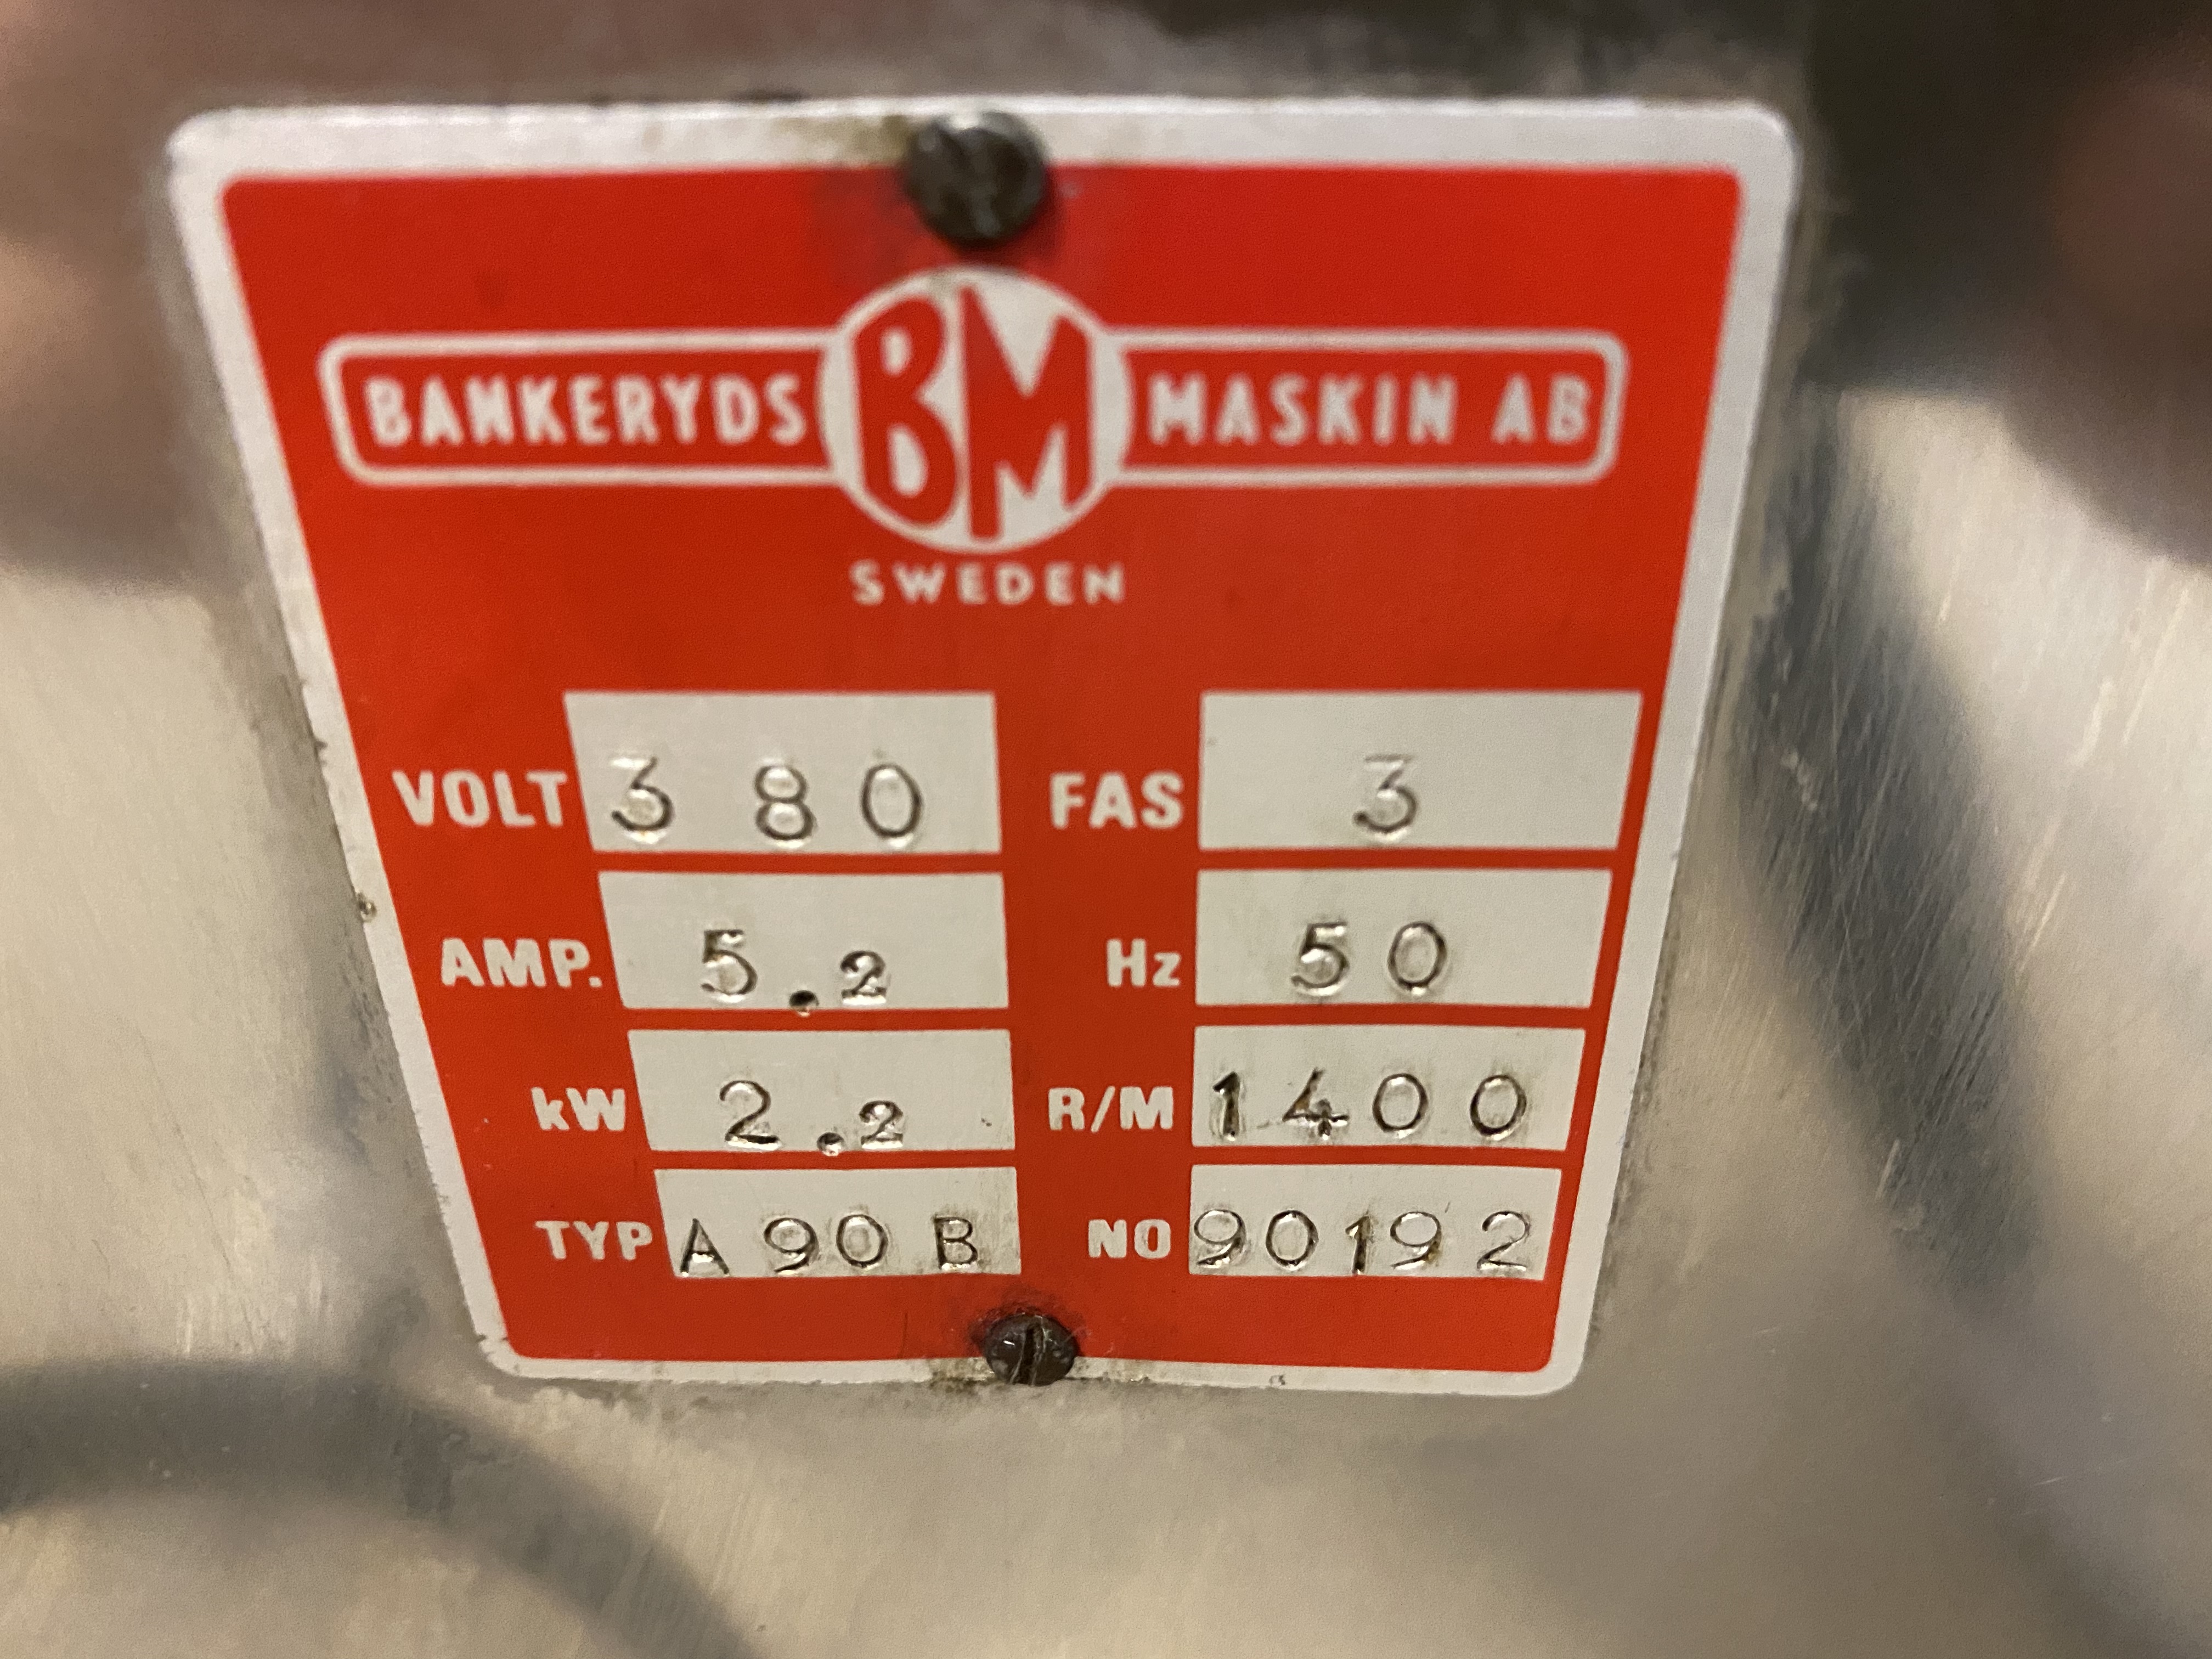 BANKERYDS BM MASKIN AB
SWEDEN
VOLT 380 FAS 3
AMP. 5.2 Hz 50
kW 2.2 R/M 1400
TYP A90B NO 90192